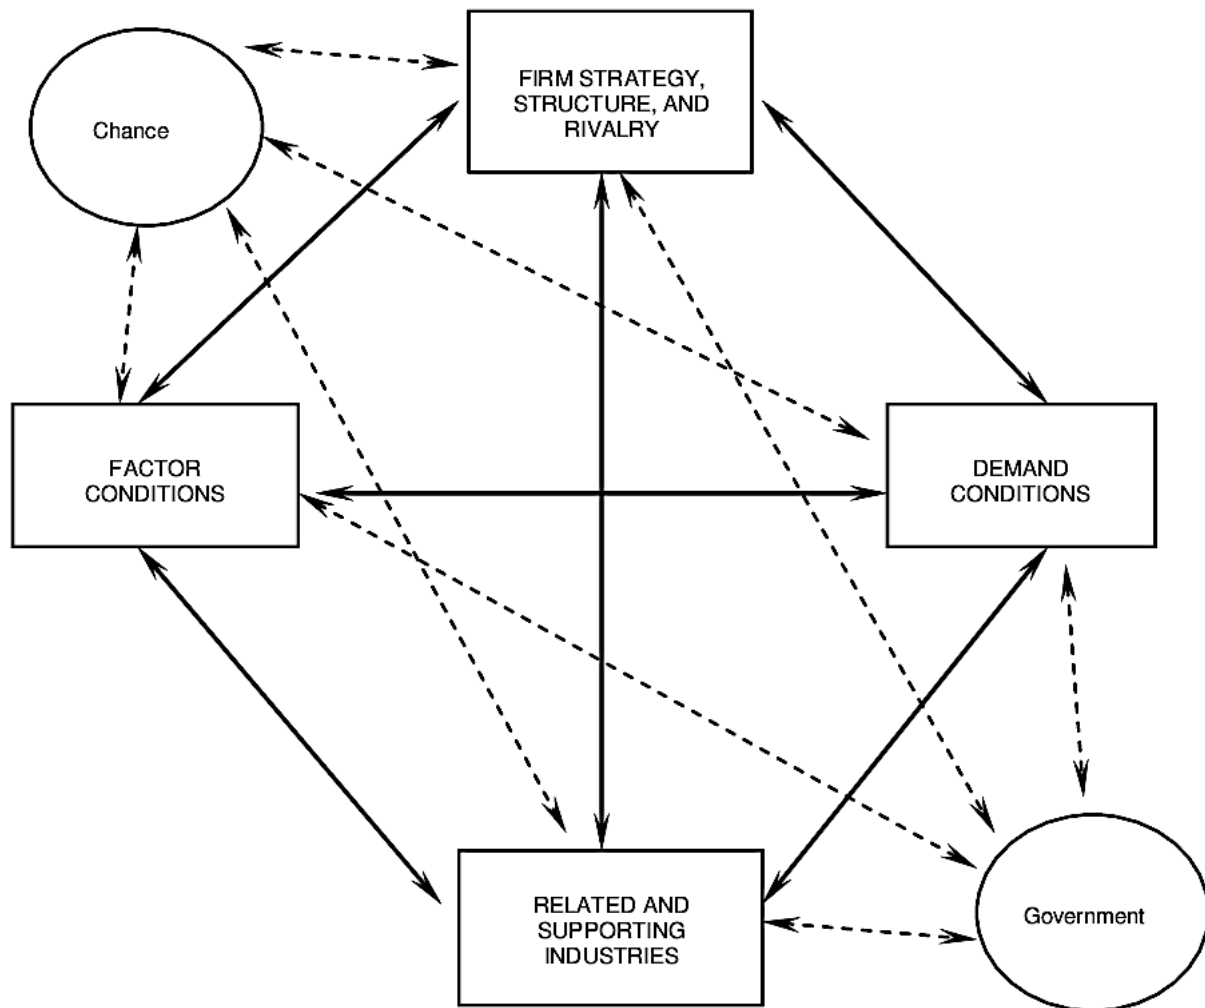 FIRM STRATEGY,
STRUCTURE, AND
RIVALRY
Chance
FACTOR
CONDITIONS
DEMAND
CONDITIONS
RELATED AND
SUPPORTING
INDUSTRIES
Government